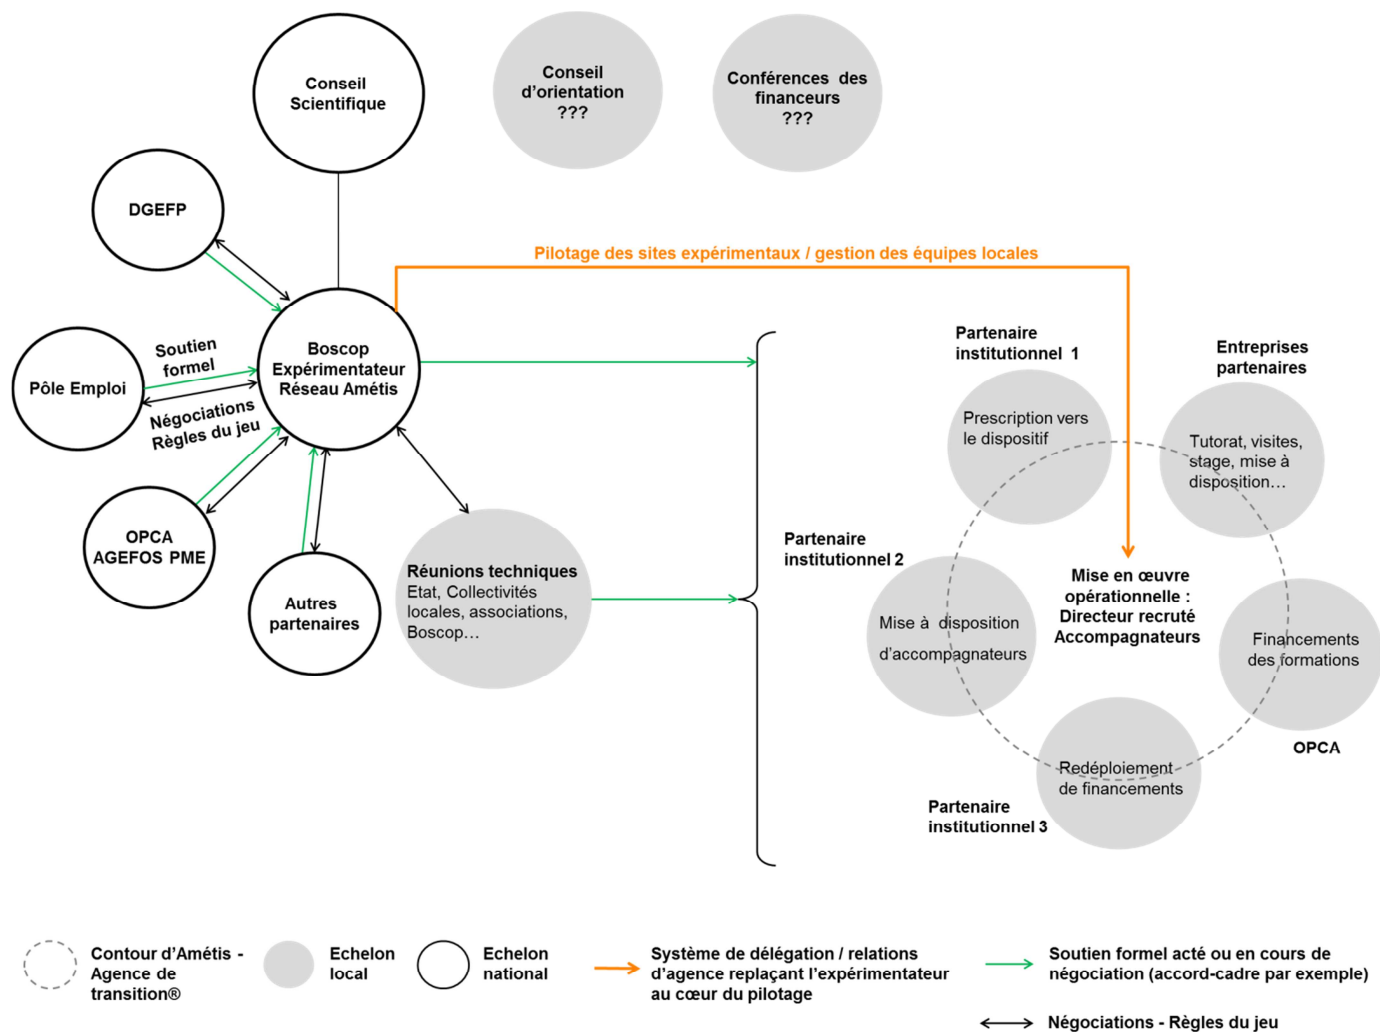 Conseil
Scientifique
Conseil
d'orientation
???
Conférences des
financeurs
???
DGEFP
Pilotage des sites expérimentaux / gestion des équipes locales
Soutien
formel
Pôle Emploi
Négociations
Règles du jeu
Boscop
Expérimentateur
Réseau Amétis
OPCA
AGEFOS PME
Autres
partenaires
Réunions techniques
Etat, Collectivités
locales, associations,
Boscop…
Partenaire
institutionnel 1
Prescription vers
le dispositif
Entreprises
partenaires
Tutorat, visites,
stage, mise à
disposition…
Partenaire
institutionnel 2
Mise à disposition
d'accompagnateurs
Mise en œuvre
opérationnelle :
Directeur recruté
Accompagnateurs
Financements
des formations
OPCA
Redéploiement
de financements
Partenaire
institutionnel 3
Contour d'Amétis -
Agence de
transition®
Echelon
local
Echelon
national
Système de délégation / relations
d'agence replaçant l'expérimentateur
au cœur du pilotage
Soutien formel acté ou en cours de
négociation (accord-cadre par exemple)
Négociations - Règles du jeu